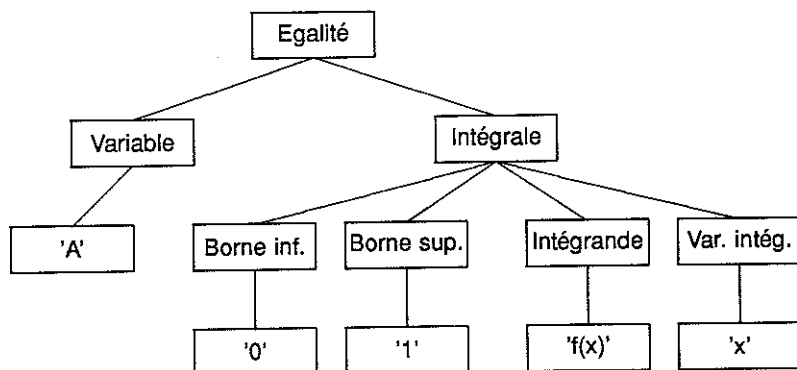 Egalité
Variable
Intégrale
'A'
Borne inf.
Borne sup.
Intégrande
Var. intég.
'0'
'1'
'f(x)'
'x'